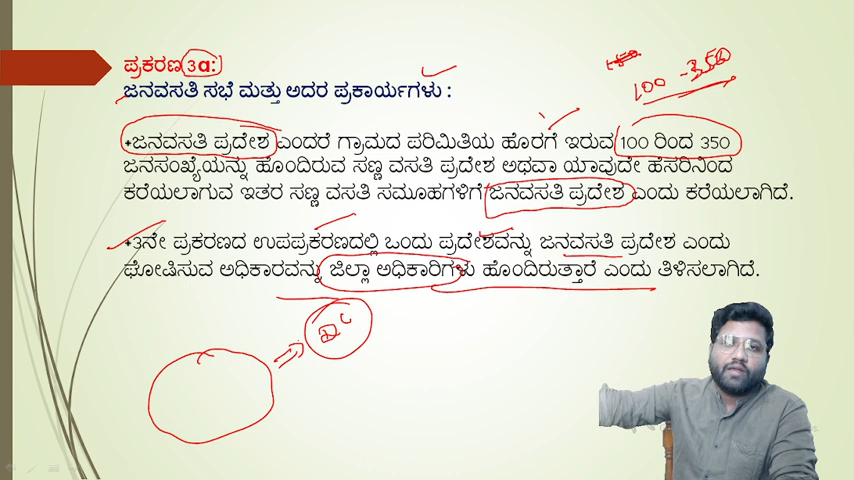 ಪ್ರಕರಣ 3a:
ಜನವಸತಿ ಸಭೆ ಮತ್ತು ಅದರ ಪ್ರಕಾರ್ಯಗಳು :
100 - 350
+ಜನವಸತಿ ಪ್ರದೇಶ ಎಂದರೆ ಗ್ರಾಮದ ಪರಿಮಿತಿಯ ಹೊರಗೆ ಇರುವ 100 ರಿಂದ 350
ಜನಸಂಖ್ಯೆಯನ್ನು ಹೊಂದಿರುವ ಸಣ್ಣ ವಸತಿ ಪ್ರದೇಶ ಅಥವಾ ಯಾವುದೇ ಹೆಸರಿನಿಂದ
ಕರೆಯಲಾಗುವ ಇತರ ಸಣ್ಣ ವಸತಿ ಸಮೂಹಗಳಿಗೆ ಜನವಸತಿ ಪ್ರದೇಶ ಎಂದು ಕರೆಯಲಾಗಿದೆ.
+3ನೇ ಪ್ರಕರಣದ ಉಪಪ್ರಕರಣದಲ್ಲಿ ಒಂದು ಪ್ರದೇಶವನ್ನು ಜನವಸತಿ ಪ್ರದೇಶ ಎಂದು
ಘೋಷಿಸುವ ಅಧಿಕಾರವನ್ನು ಜಿಲ್ಲಾ ಅಧಿಕಾರಿಗಳು ಹೊಂದಿರುತ್ತಾರೆ ಎಂದು ತಿಳಿಸಲಾಗಿದೆ.
DC